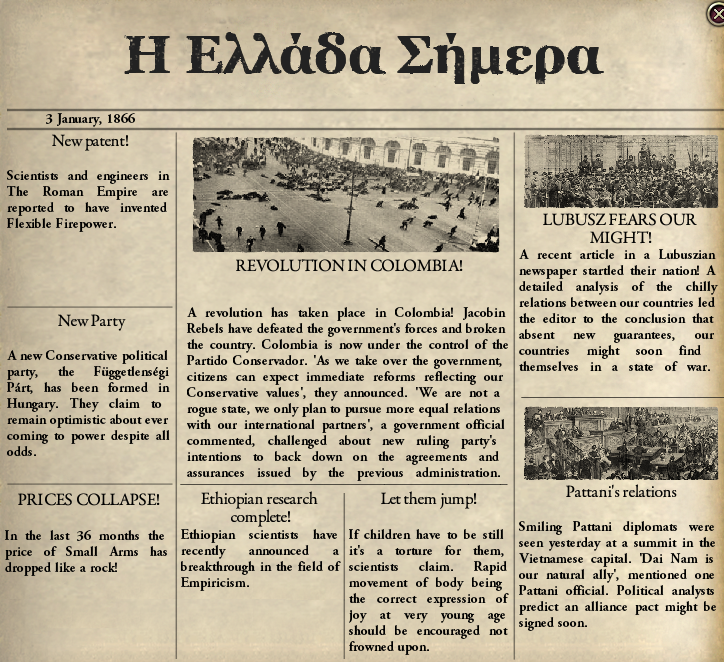 Η Ελλάδα Σήμερα
3 January, 1866
New patent!
Scientists and engineers in
The Roman Empire are
reported to have invented
Flexible Firepower.
New Party
A new Conservative political
party, the Függetlenségi
Párt, has been formed in
Hungary. They claim to
remain optimistic about ever
coming to power despite all
odds.
PRICES COLLAPSE!
In the last 36 months the
price of Small Arms has
dropped like a rock!
REVOLUTION IN COLOMBIA!
A revolution has taken place in Colombia! Jacobin
Rebels have defeated the government's forces and broken
the country. Colombia is now under the control of the
Partido Conservador. 'As we take over the government,
citizens can expect immediate reforms reflecting our
Conservative values', they announced. 'We are not a
rogue state, we only plan to pursue more equal relations
with our international partners', a government official
commented, challenged about new ruling party's
intentions to back down on the agreements and
assurances issued by the previous administration.
Ethiopian research
complete!
Ethiopian scientists have
recently announced a
breakthrough in the field of
Empiricism.
Let them jump!
If children have to be still
it's a torture for them,
scientists claim. Rapid
movement of body being
the correct expression of
joy at very young age
should be encouraged not
frowned upon.
LUBUSZ FEARS OUR
MIGHT!
A recent article in a Lubuszian
newspaper startled their nation! A
detailed analysis of the chilly
relations between our countries led
the editor to the conclusion that
absent new guarantees, our
countries might soon find
themselves in a state of war.
Pattani's relations
Smiling Pattani diplomats were
seen yesterday at a summit in the
Vietnamese capital. 'Dai Nam is
our natural ally', mentioned one
Pattani official. Political analysts
predict an alliance pact might be
signed soon.